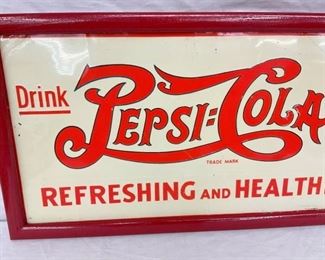 Drink
PEPSI=COLA
TRADE MARK
REFRESHING AND HEALTH